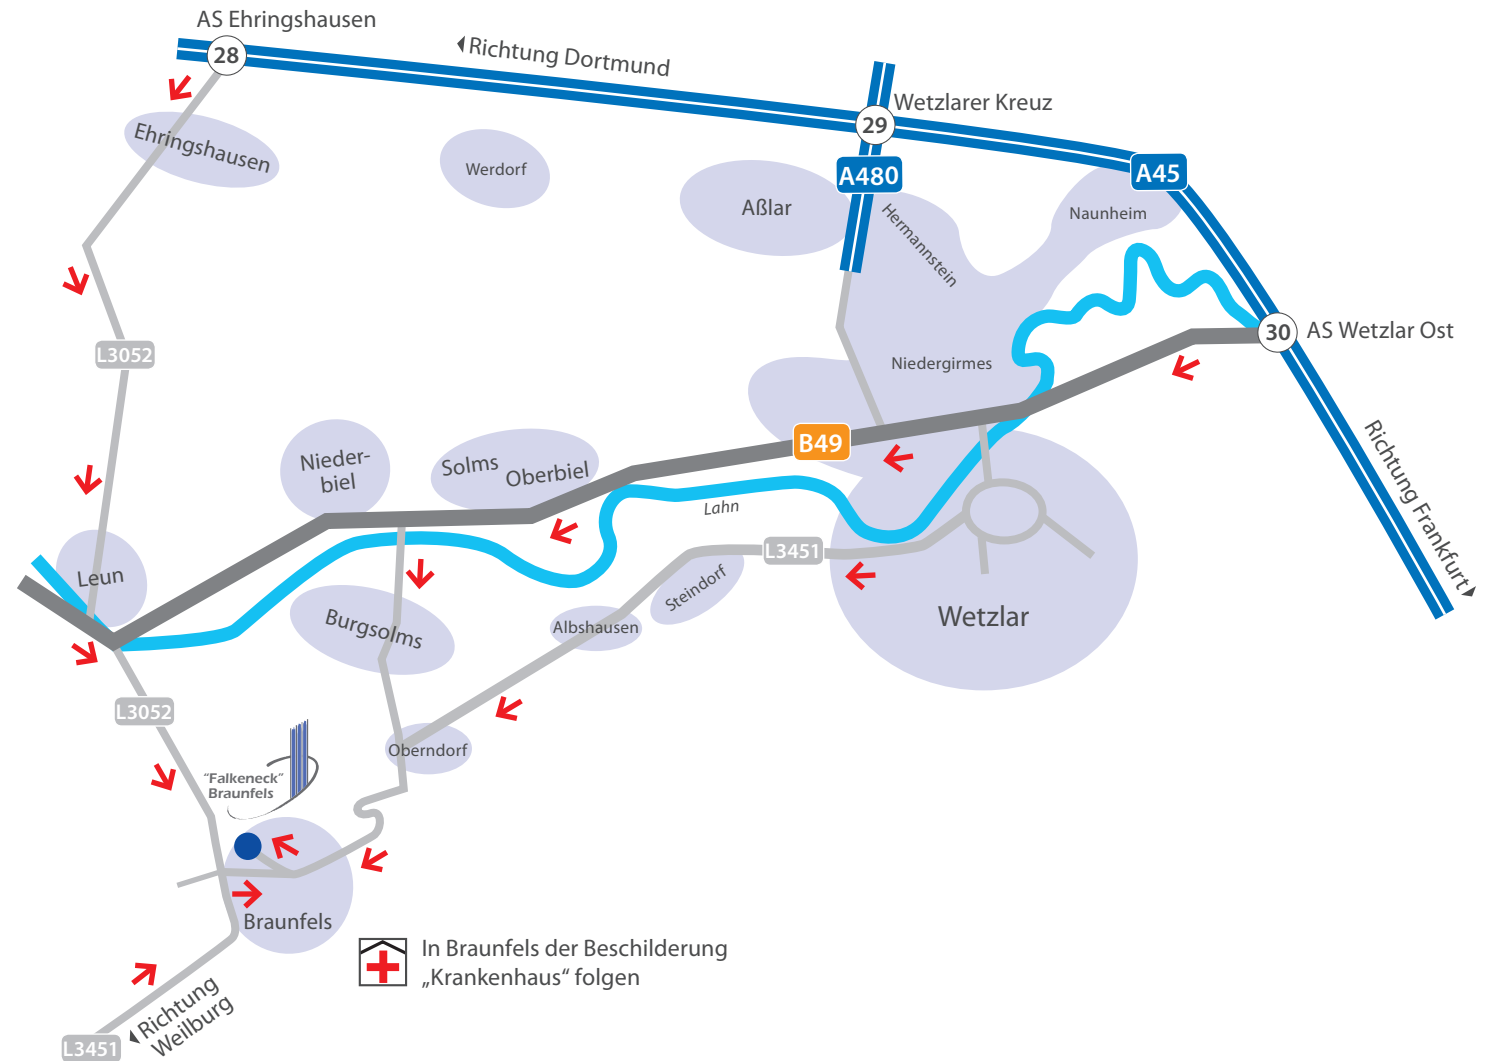 AS Ehringshausen
28
Richtung Dortmund
Wetzlarer Kreuz
29
A480
A45
Ehringshausen
Werdorf
Aßlar
Hermannstein
Naunheim
30
AS Wetzlar Ost
L3052
Niedergirmes
B49
Richtung Frankfurt
Nieder-
biel
Solms
Oberbiel
Lahn
L3451
Leun
Steindorf
Burgsolms
Albshausen
Wetzlar
L3052
Oberndorf
"Falkeneck"
Braunfels
Braunfels
In Braunfels der Beschilderung
„Krankenhaus“ folgen
Richtung
Weilburg
L3451